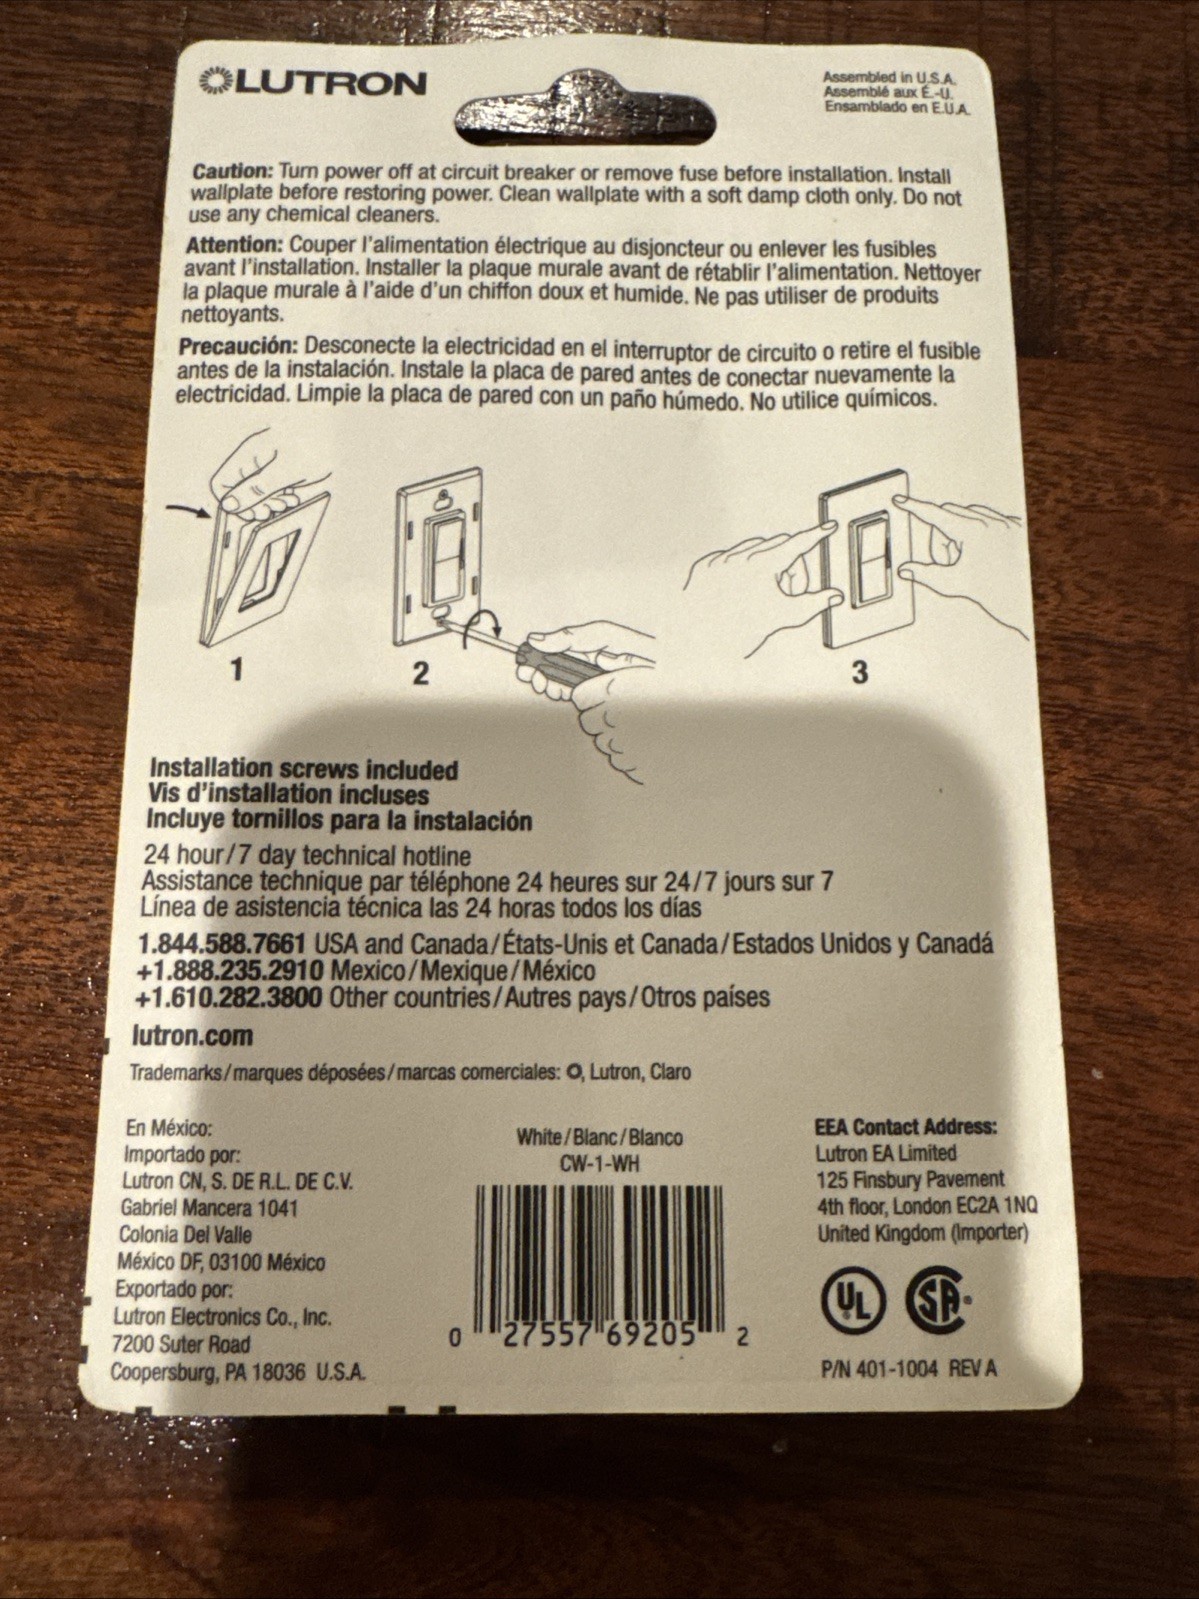 LUTRON
Assembled in U.S.A.
Assemblé aux É.-U.
Ensamblado en E.U.A.
Caution: Turn power off at circuit breaker or remove fuse before installation. Install
wallplate before restoring power. Clean wallplate with a soft damp cloth only. Do not
use any chemical cleaners.
Attention: Couper l'alimentation électrique au disjoncteur ou enlever les fusibles
avant l'installation. Installer la plaque murale avant de rétablir l'alimentation. Nettoyer
la plaque murale à l'aide d'un chiffon doux et humide. Ne pas utiliser de produits
nettoyants.
Precaución: Desconecte la electricidad en el interruptor de circuito o retire el fusible
antes de la instalación. Instale la placa de pared antes de conectar nuevamente la
electricidad. Limpie la placa de pared con un paño húmedo. No utilice químicos.
1
2
3
Installation screws included
Vis d'installation incluses
Incluye tornillos para la instalación
24 hour/7 day technical hotline
Assistance technique par téléphone 24 heures sur 24/7 jours sur 7
Línea de asistencia técnica las 24 horas todos los días
1.844.588.7661 USA and Canada/États-Unis et Canada/Estados Unidos y Canadá
+1.888.235.2910 Mexico/Mexique/México
+1.610.282.3800 Other countries/Autres pays/Otros países
lutron.com
Trademarks/marques déposées/marcas comerciales: , Lutron, Claro
En México:
Importado por:
Lutron CN, S. DE R.L. DE C.V.
Gabriel Mancera 1041
Colonia Del Valle
México DF, 03100 México
Exportado por:
Lutron Electronics Co., Inc.
7200 Suter Road
Coopersburg, PA 18036 U.S.A.
White/Blanc/Blanco
CW-1-WH
0 27557 69205 2
EEA Contact Address:
Lutron EA Limited
125 Finsbury Pavement
4th floor, London EC2A 1NQ
United Kingdom (Importer)
UL SA
P/N 401-1004 REV A